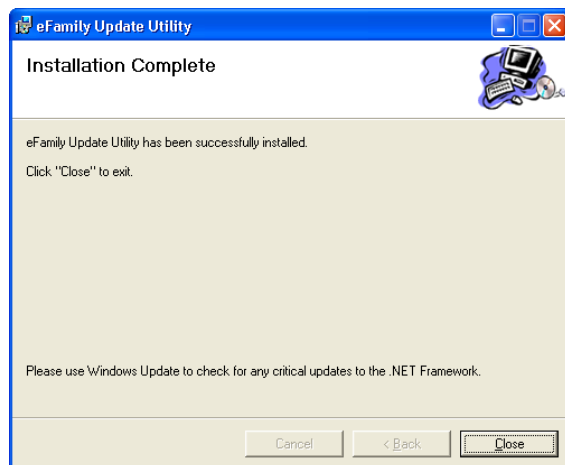 eFamily Update Utility
Installation Complete
eFamily Update Utility has been successfully installed.
Click "Close" to exit.
Please use Windows Update to check for any critical updates to the .NET Framework.
Cancel
< Back
Close